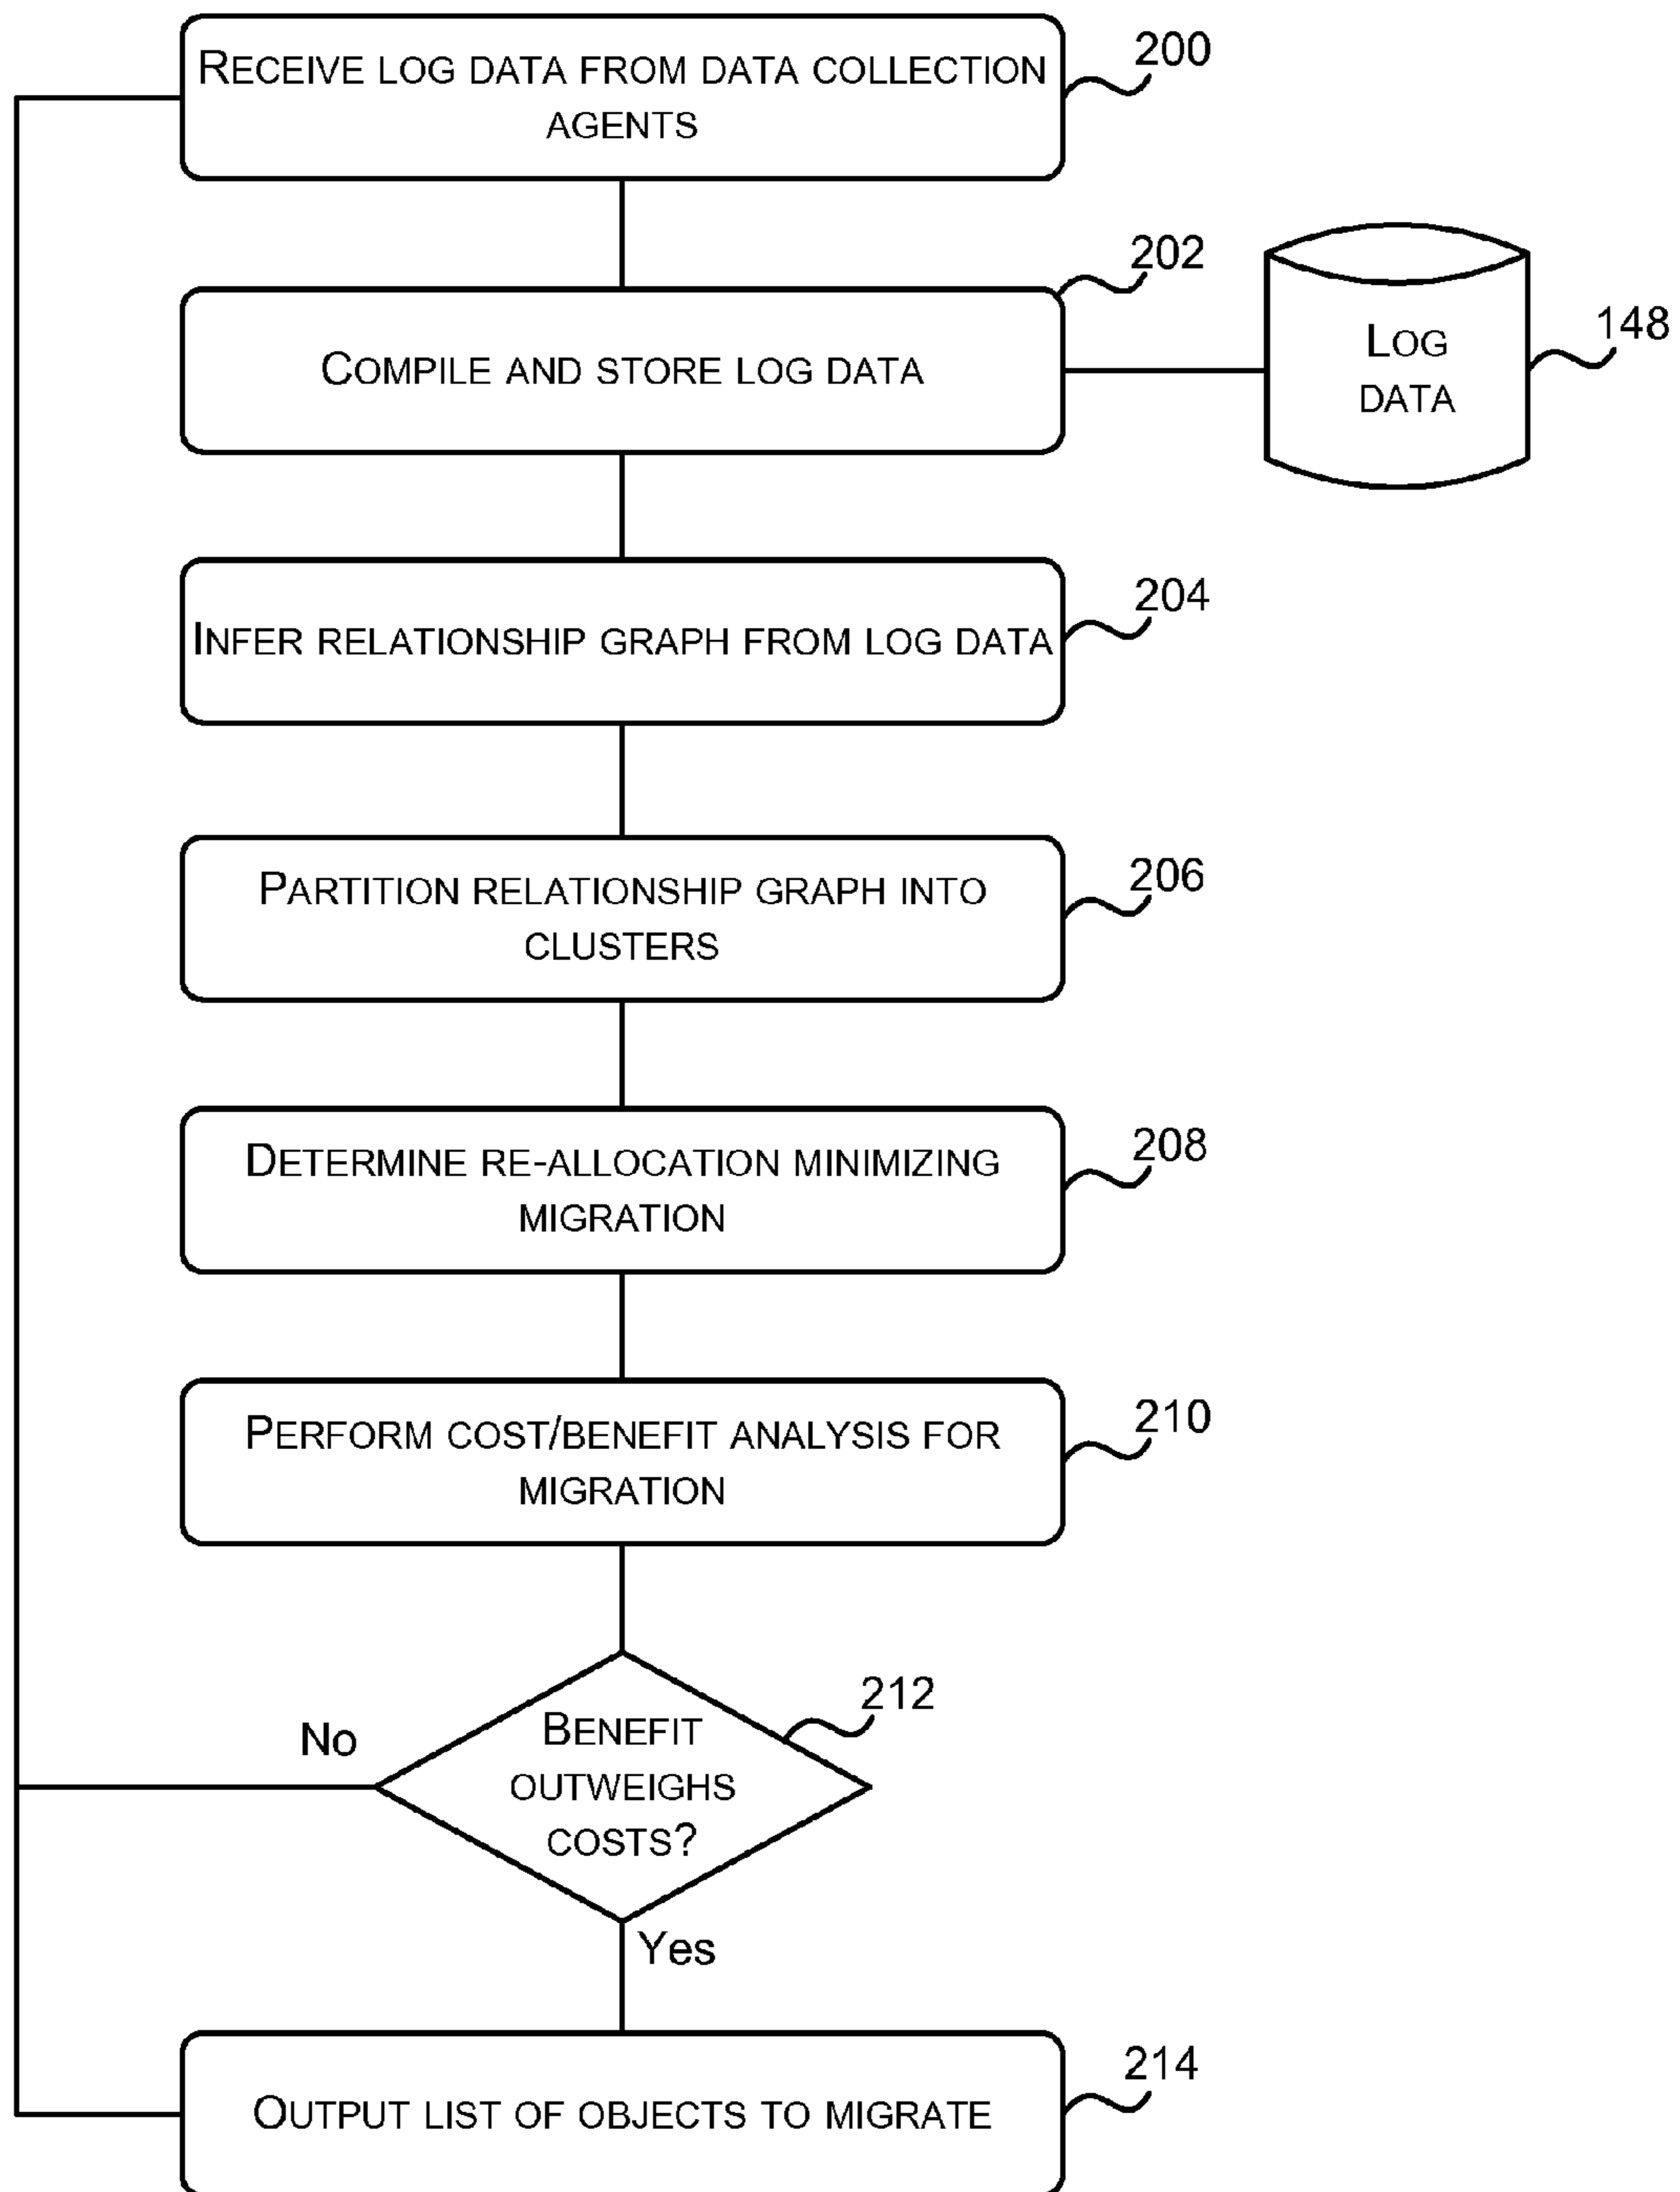 RECEIVE LOG DATA FROM DATA COLLECTION
AGENTS
200
202
COMPILE AND STORE LOG DATA
LOG
DATA
148
INFER RELATIONSHIP GRAPH FROM LOG DATA
204
PARTITION RELATIONSHIP GRAPH INTO
CLUSTERS
206
DETERMINE RE-ALLOCATION MINIMIZING
MIGRATION
208
PERFORM COST/BENEFIT ANALYSIS FOR
MIGRATION
210
212
No
BENEFIT
OUTWEIGHS
COSTS?
Yes
OUTPUT LIST OF OBJECTS TO MIGRATE
214